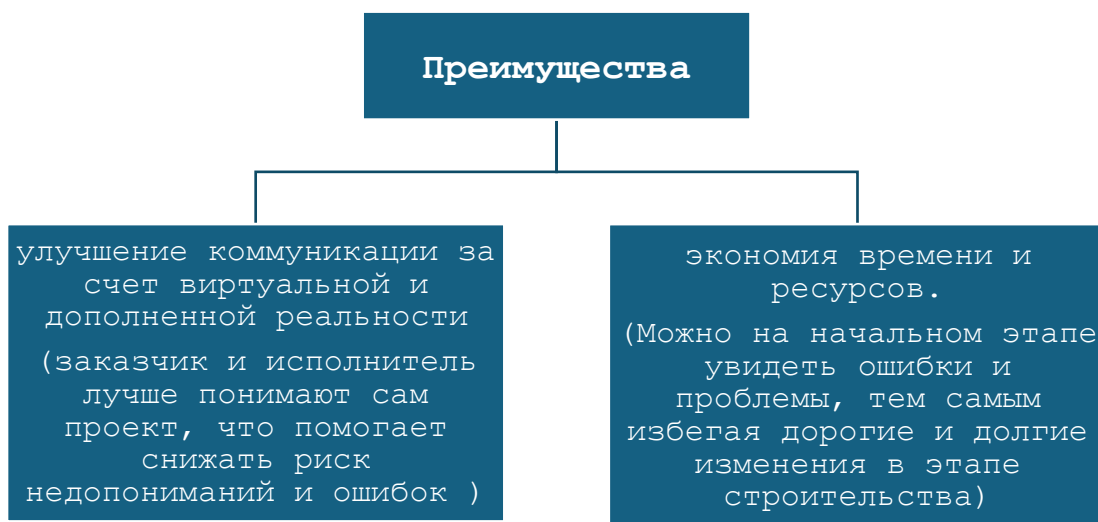 Преимущества
улучшение коммуникации за
счет виртуальной и
дополненной реальности
(заказчик и исполнитель
лучше понимают сам
проект, что помогает
снижать риск
недопониманий и ошибок )
экономия времени и
ресурсов.
(Можно на начальном этапе
увидеть ошибки и
проблемы, тем самым
избегая дорогие и долгие
изменения в этапе
строительства)